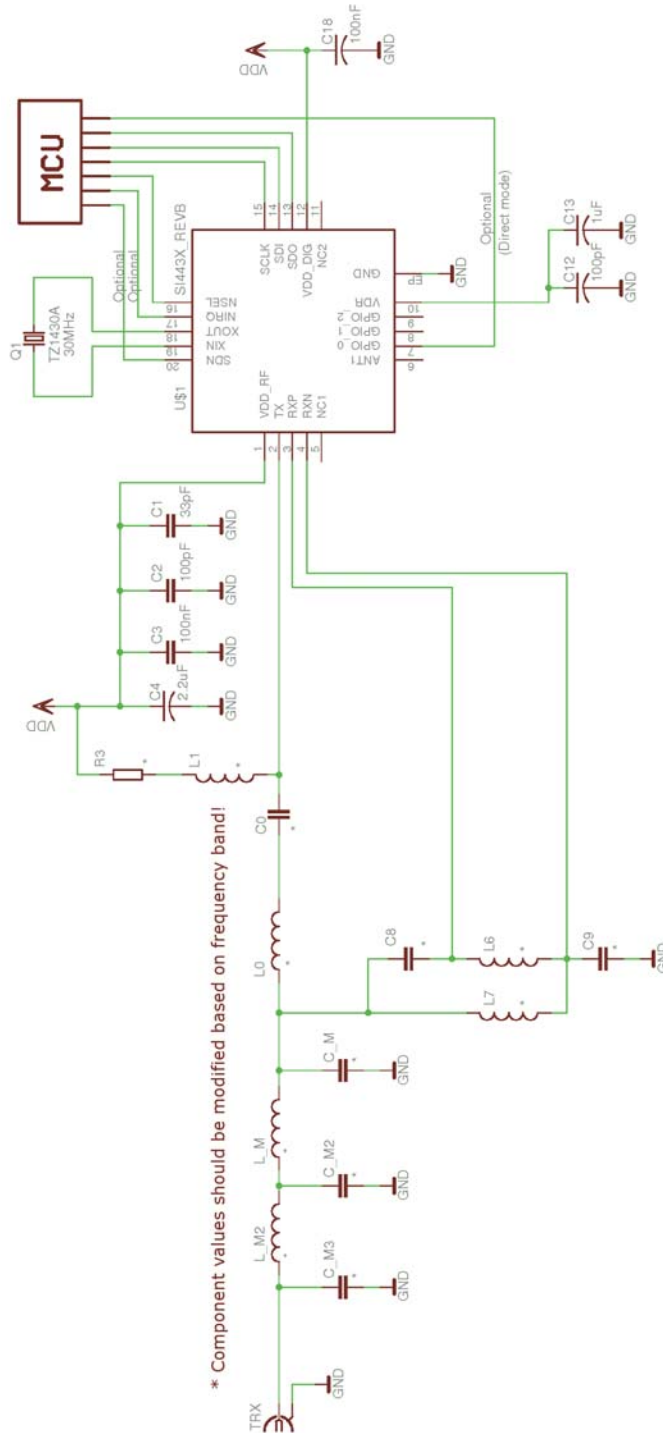 MCU
VDD
C18
100nF
GND
Q1
TZ1430A
30MHz
Optional
Optional
SI443X_REVB
U$1
20
19
18
17
16
SDN
XIN
XOUT
NIRQ
NSEL
15
14
13
12
11
SCLK
SDI
SDO
VDD_DIG
NC2
1
2
3
4
5
VDD_RF
TX
RXP
RXN
NC1
6
7
8
9
10
ANT1
GPIO_0
GPIO_1
GPIO_2
VDR
GND
GND
Optional
(Direct mode)
C12
100pF
GND
C13
1uF
GND
VDD
C4
2.2uF
GND
C3
100nF
GND
C2
100pF
GND
C1
33pF
GND
R3
*
L1
*
C0
*
L0
*
* Component values should be modified based on frequency band!
C8
*
L6
*
L7
*
C9
*
GND
C_M
*
GND
L_M
*
C_M2
*
GND
L_M2
*
C_M3
*
GND
TRX
GND